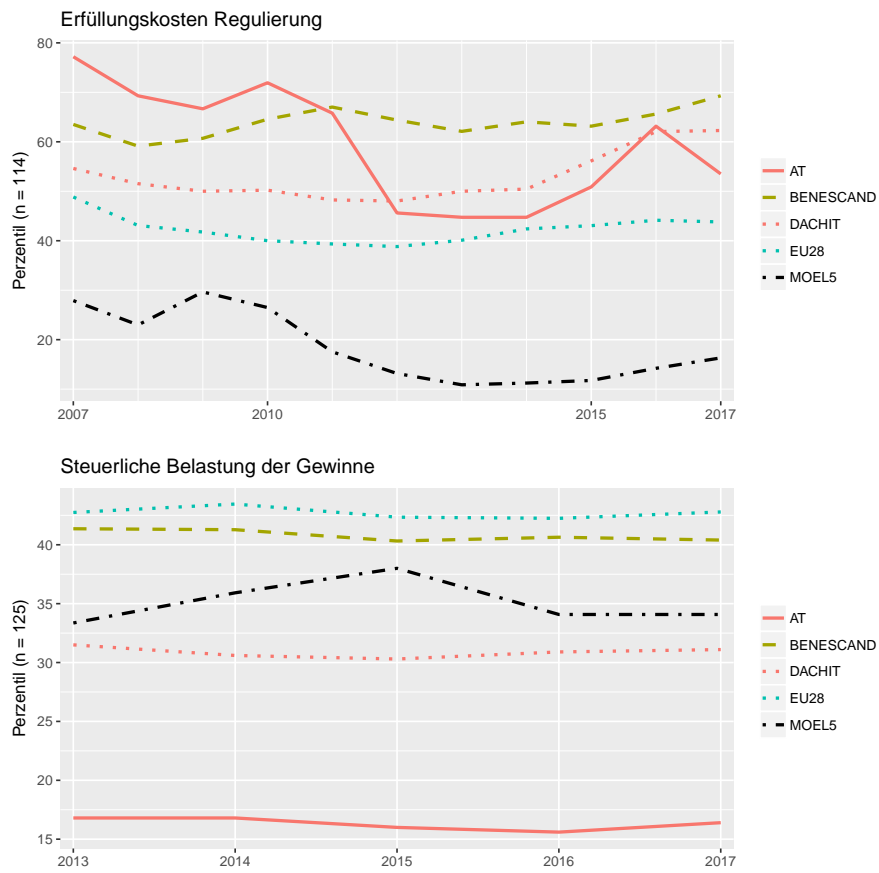 Erfüllungskosten Regulierung
80
60
40
20
Perzentil (n = 114)
2007
2010
2015
2017
AT
BENESCAND
DACHIT
EU28
MOEL5
Steuerliche Belastung der Gewinne
40
35
30
25
20
15
Perzentil (n = 125)
2013
2014
2015
2016
2017
AT
BENESCAND
DACHIT
EU28
MOEL5